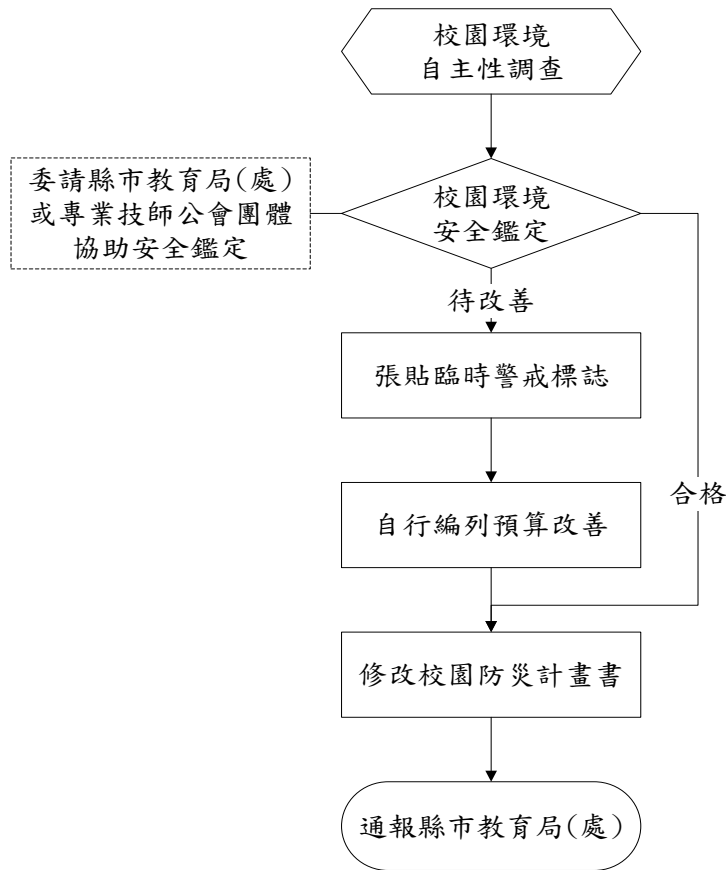 校園環境
自主性調查
委請縣市教育局(處)
或專業技師公會團體
協助安全鑑定
校園環境
安全鑑定
待改善
張貼臨時警戒標誌
合格
自行編列預算改善
修改校園防災計畫書
通報縣市教育局(處)